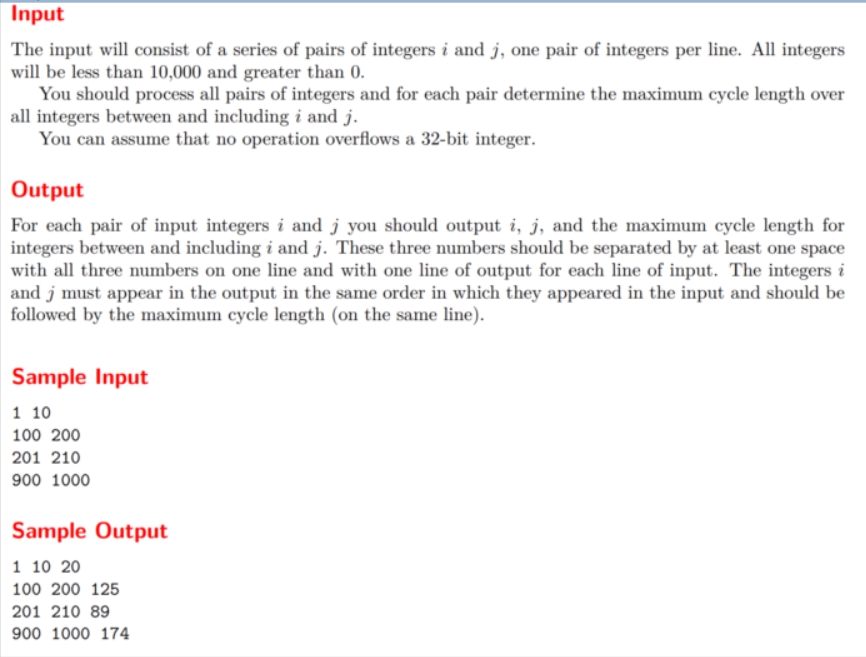 Input
The input will consist of a series of pairs of integers i and j, one pair of integers per line. All integers
will be less than 10,000 and greater than 0.
You should process all pairs of integers and for each pair determine the maximum cycle length over
all integers between and including i and j.
You can assume that no operation overflows a 32-bit integer.
Output
For each pair of input integers i and j you should output i, j, and the maximum cycle length for
integers between and including i and j. These three numbers should be separated by at least one space
with all three numbers on one line and with one line of output for each line of input. The integers i
and j must appear in the output in the same order in which they appeared in the input and should be
followed by the maximum cycle length (on the same line).
Sample Input
1 10
100 200
201 210
900 1000
Sample Output
1 10 20
100 200 125
201 210 89
900 1000 174